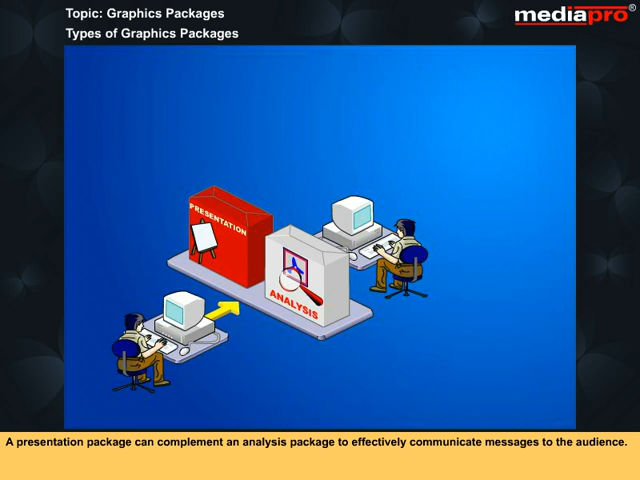 Topic: Graphics Packages
mediapro®
Types of Graphics Packages
PRESENTATION
ANALYSIS
A presentation package can complement an analysis package to effectively communicate messages to the audience.